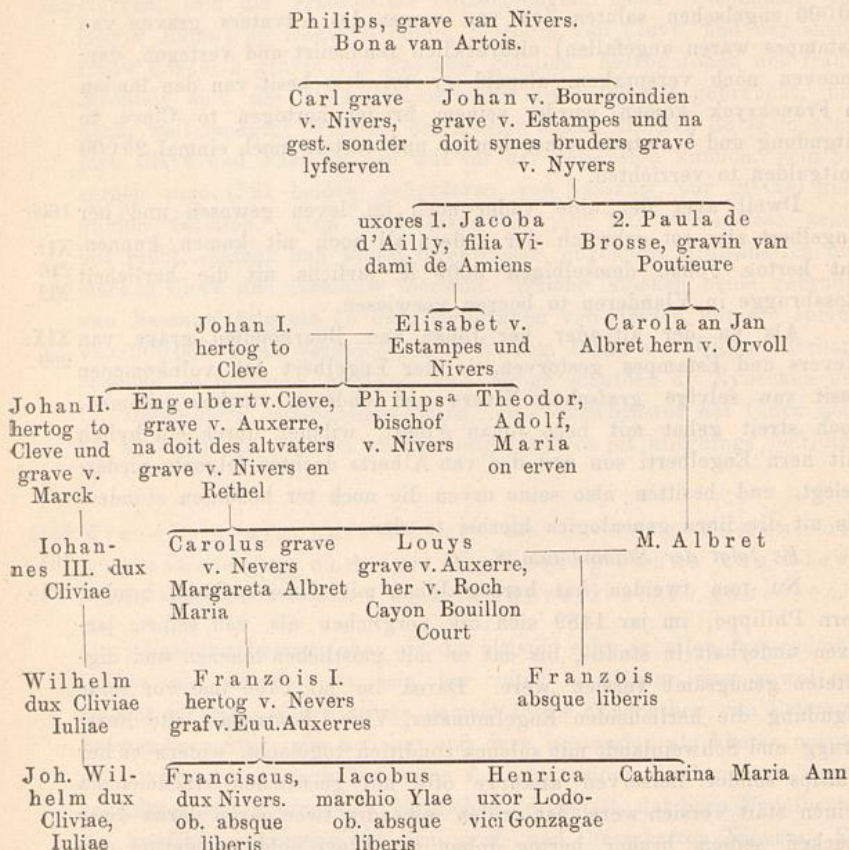 Philips, grave van Nivers.
Bona van Artois.
Carl grave
v. Nivers,
gest. sonder
lyfserven
Johan v. Bourgoindien
grave v. Estampes und na
doit synes bruders grave
v. Nyvers
uxores 1. Jacoba
d'Ailly, filia Vi-
dami de Amiens
2. Paula de
Brosse, gravin van
Poutieure
Johan I.
hertog to
Cleve
Elisabet v.
Estampes und
Nivers
Carola an Jan
Albret hern v. Orvoll
Johan II.
hertog to
Cleve und
grave v.
Marck
Engelbert v. Cleve,
grave v. Auxerre,
na doit des altvaters
grave v. Nivers en
Rethel
Philips a
bischof
v. Nivers
Theodor,
Adolf,
Maria
on erven
Iohan-
nes III. dux
Cliviae
Carolus grave
v. Nevers
Margareta Albret
Maria
Louys
grave v. Auxerre,
her v. Roch
Cayon Bouillon
Court
M. Albret
Wilhelm
dux Cliviae
Iuliae
Franzois I.
hertog v. Nevers
graf v. Euu. Auxerres
Franzois
absque liberis
Joh. Wil-
helm dux
Cliviae,
Iuliae
Franciscus,
dux Nivers.
ob. absque
liberis
Iacobus
marchio Ylae
ob. absque
liberis
Henrica
uxor Lodo-
vici Gonzagae
Catharina Maria Ann